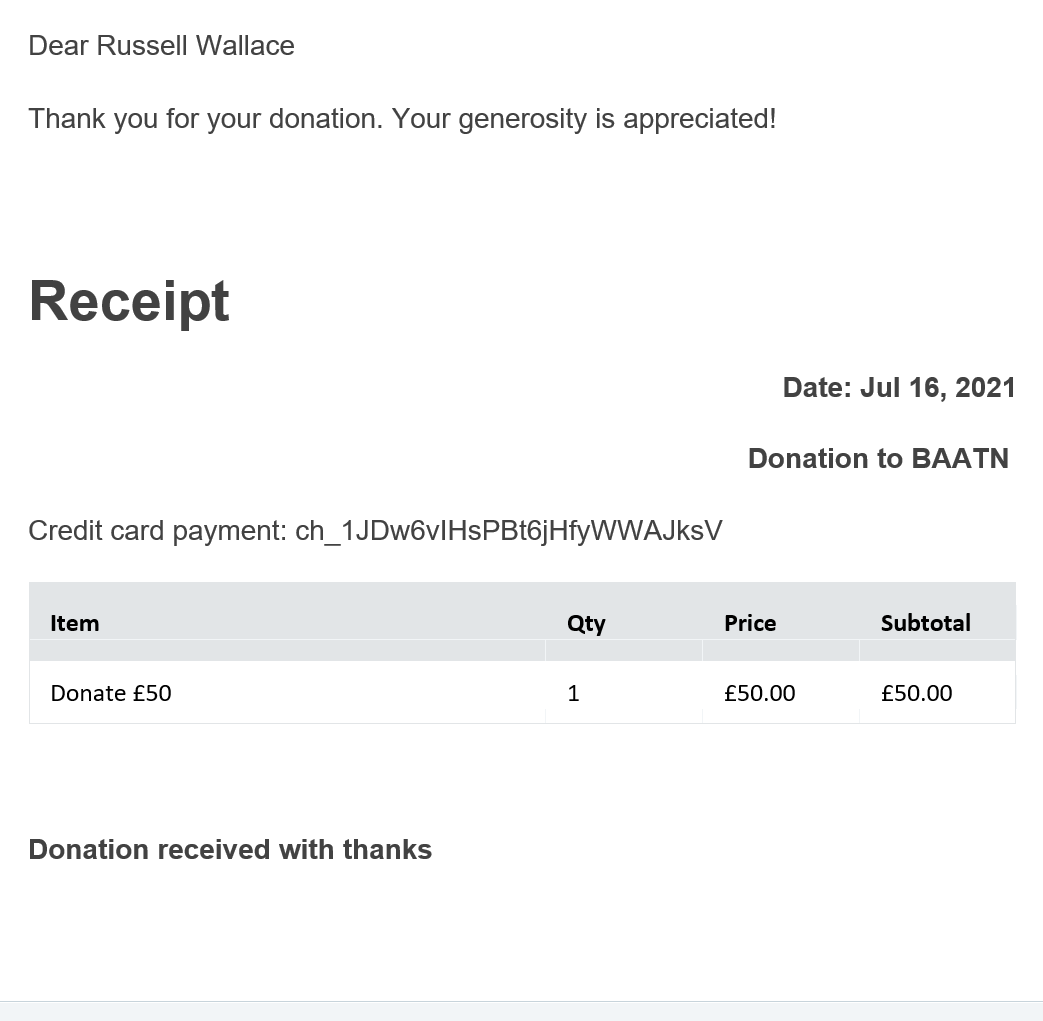 Dear Russell Wallace
Thank you for your donation. Your generosity is appreciated!
Receipt
Date: Jul 16, 2021
Donation to BAATN
Credit card payment: ch_1JDw6vIHsPBt6jHfyWWAJksV
Item Qty Price Subtotal
Donate £50 1 £50.00 £50.00
Donation received with thanks